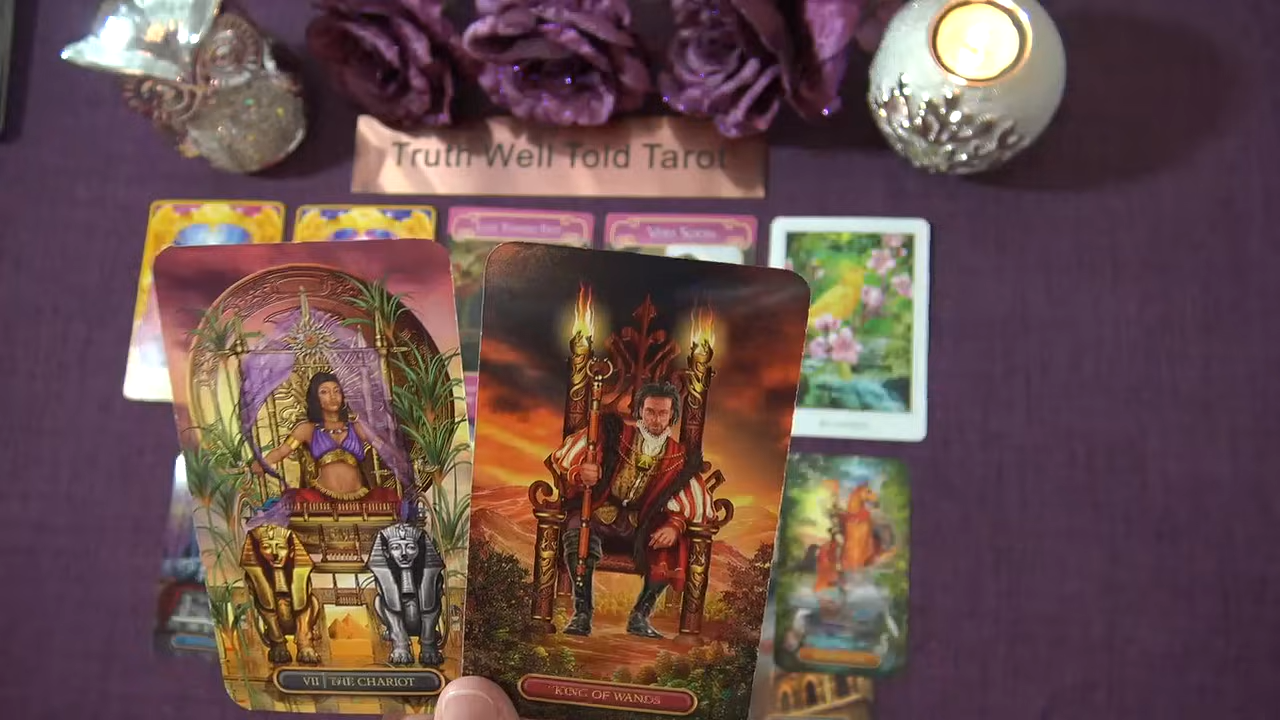 Truth Well Told Tarot
Very Soon
VII THE CHARIOT
KING OF WANDS